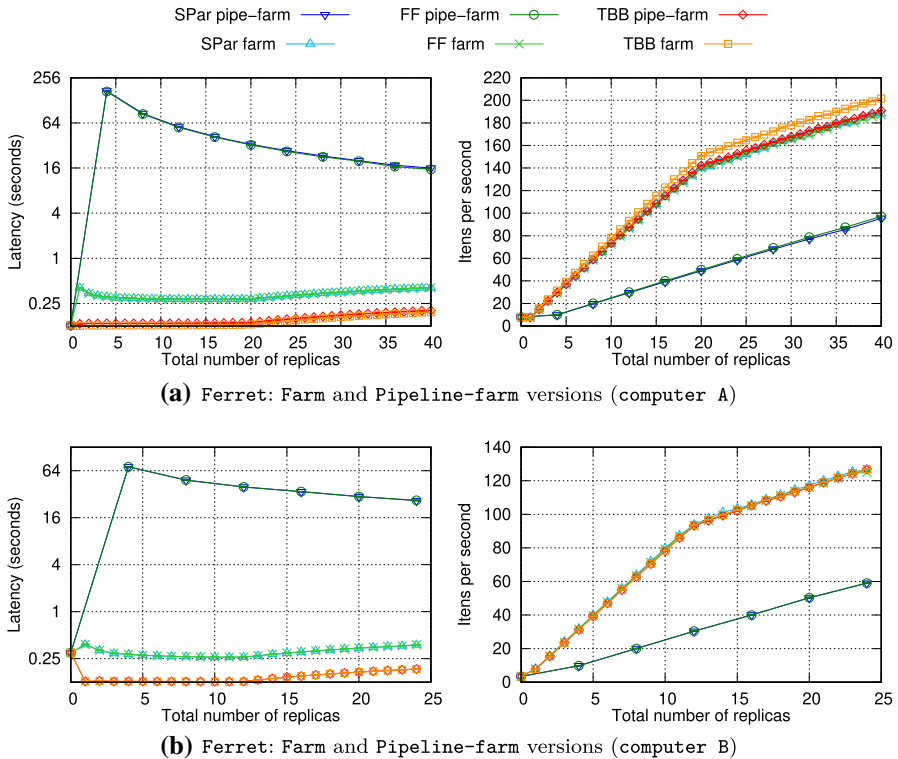 SPar pipe-farm FF pipe-farm TBB pipe-farm
SPar farm FF farm TBB farm
Latency (seconds)
256
64
16
4
1
0.25
0 5 10 15 20 25 30 35 40
Total number of replicas
Itens per second
220
200
180
160
140
120
100
80
60
40
20
0
0 5 10 15 20 25 30 35 40
Total number of replicas
(a) Ferret: Farm and Pipeline-farm versions (computer A)
Latency (seconds)
64
16
4
1
0.25
0 5 10 15 20 25
Total number of replicas
Itens per second
140
120
100
80
60
40
20
0
0 5 10 15 20 25
Total number of replicas
(b) Ferret: Farm and Pipeline-farm versions (computer B)